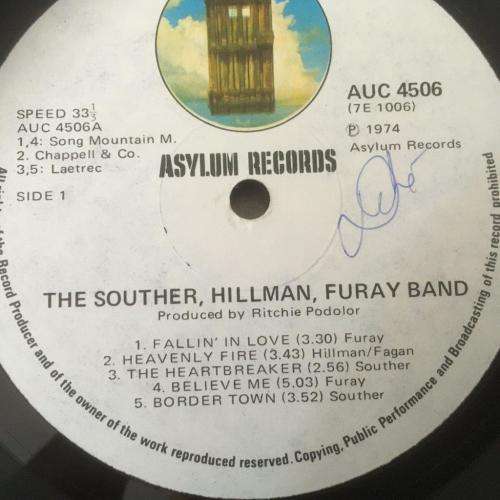 SPEED 33⅓
AUC 4506A
1,4: Song Mountain M.
2. Chappell & Co.
3,5: Laetrec
SIDE 1
AUC 4506
(7E 1006)
Ⓟ 1974
Asylum Records
ASYLUM RECORDS
THE SOUTHER, HILLMAN, FURAY BAND
Produced by Ritchie Podolor
1. FALLIN' IN LOVE (3.30) Furay
2. HEAVENLY FIRE (3.43) Hillman/Fagan
3. THE HEARTBREAKER (2.56) Souther
4. BELIEVE ME (5,03) Furay
5. BORDER TOWN (3.52) Souther
of the Record Producer and of the owner of the work reproduced reserved. Copying, Public Performance and Broadcasting of this record prohibited